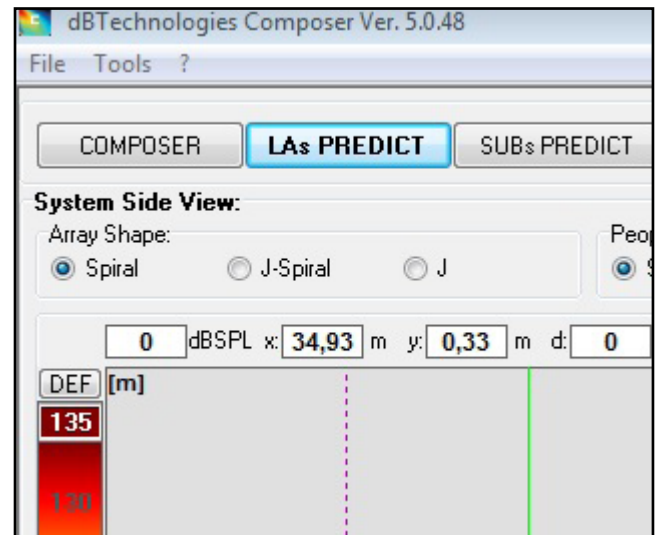 dBTechnologies Composer Ver. 5.0.48
File Tools ?
COMPOSER LAs PREDICT SUBs PREDICT
System Side View:
Array Shape: Peo
Spiral J-Spiral J
0 dBSPL x: 34,93 m y: 0,33 m d: 0
DEF [m]
135
130